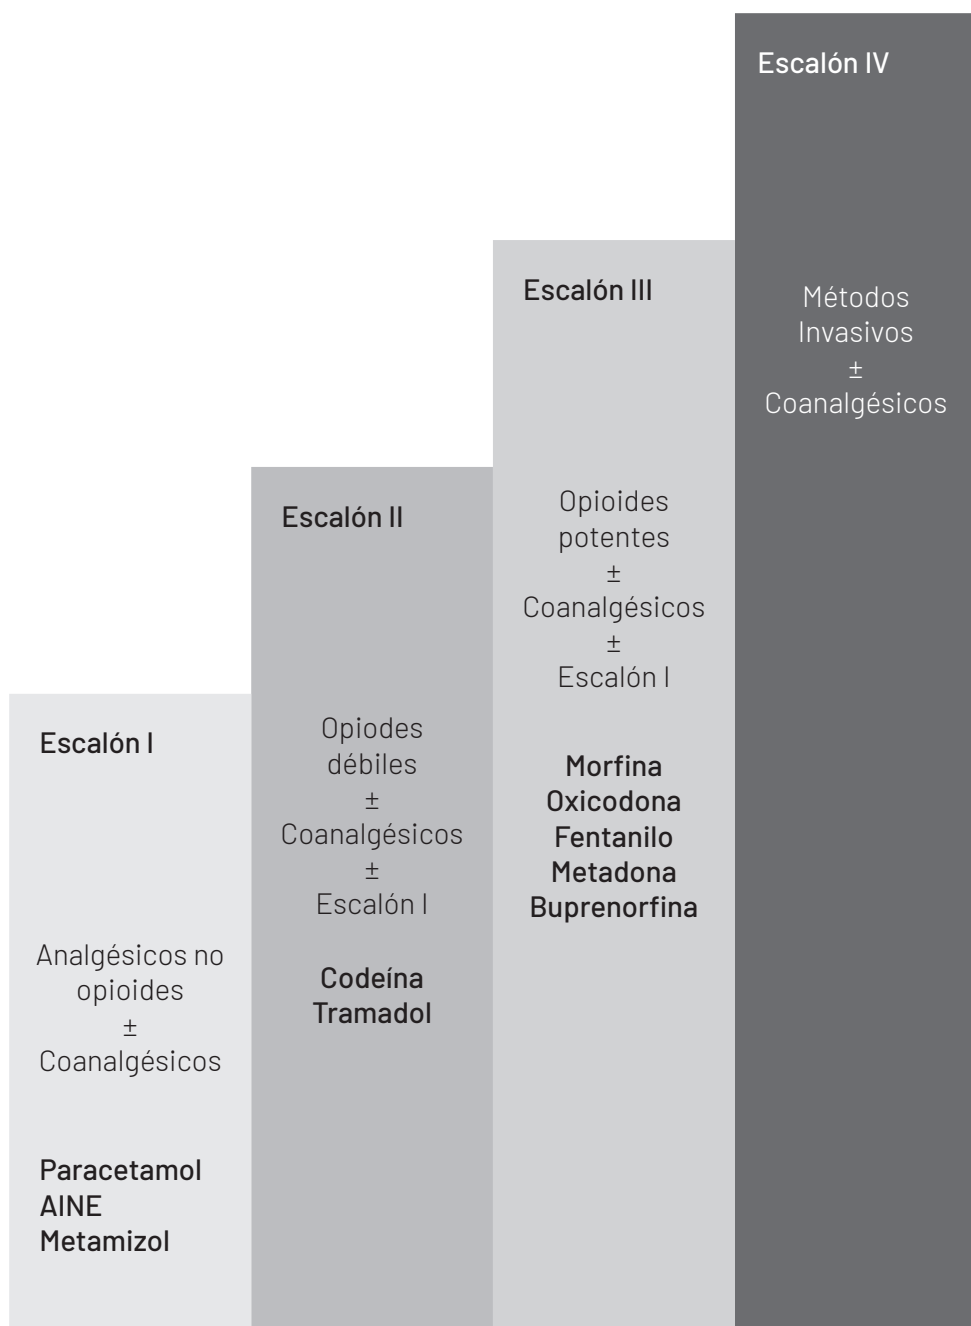 Escalón I
Analgésicos no
opioides
±
Coanalgésicos
Paracetamol
AINE
Metamizol
Escalón II
Opiodes
débiles
±
Coanalgésicos
±
Escalón I
Codeína
Tramadol
Escalón III
Opioides
potentes
±
Coanalgésicos
±
Escalón I
Morfina
Oxicodona
Fentanilo
Metadona
Buprenorfina
Escalón IV
Métodos
Invasivos
±
Coanalgésicos